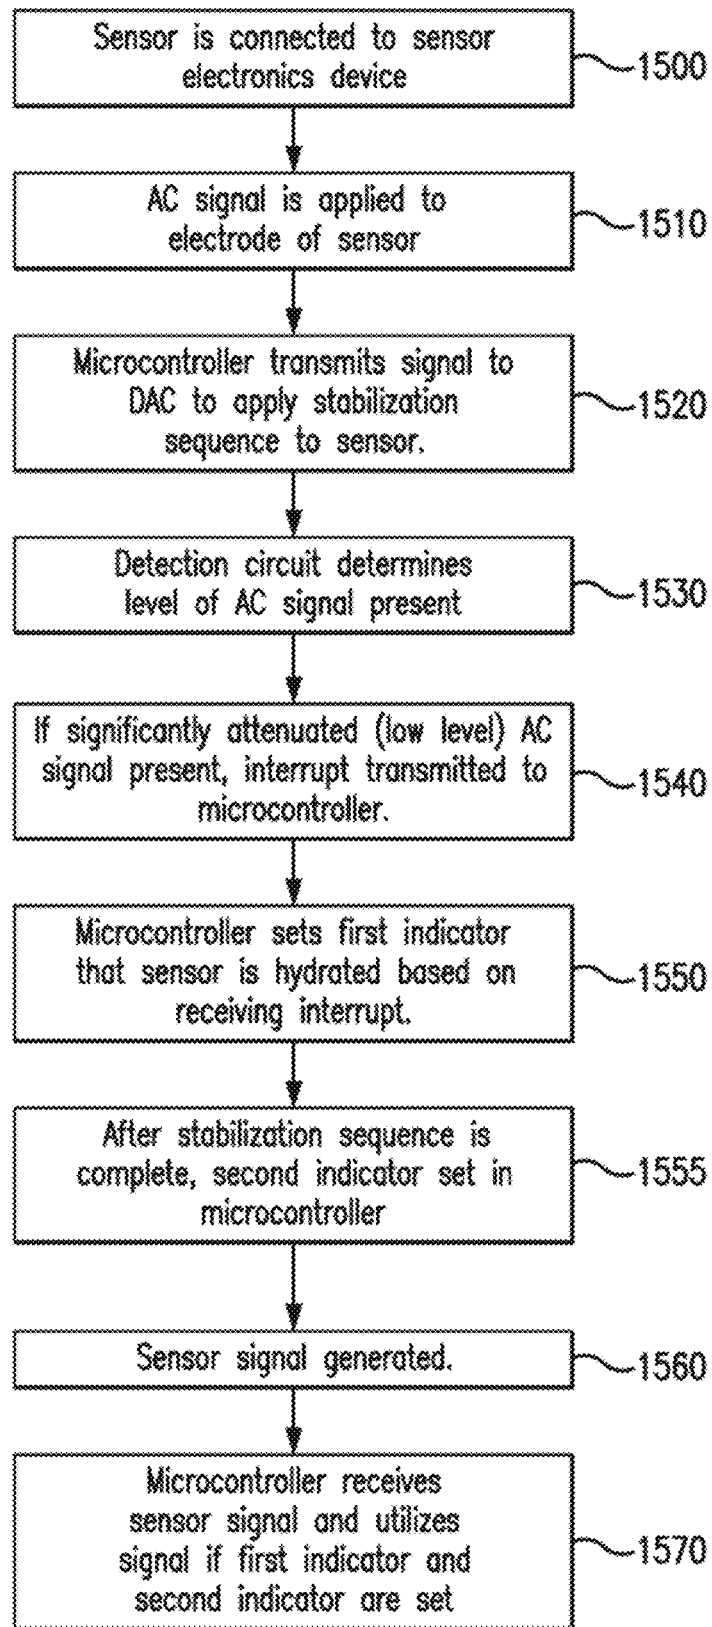 Sensor is connected to sensor
electronics device
1500
AC signal is applied to
electrode of sensor
1510
Microcontroller transmits signal to
DAC to apply stabilization
sequence to sensor.
1520
Detection circuit determines
level of AC signal present
1530
If significantly attenuated (low level) AC
signal present, interrupt transmitted to
microcontroller.
1540
Microcontroller sets first indicator
that sensor is hydrated based on
receiving interrupt.
1550
After stabilization sequence is
complete, second indicator set in
microcontroller
1555
Sensor signal generated.
1560
Microcontroller receives
sensor signal and utilizes
signal if first indicator and
second indicator are set
1570